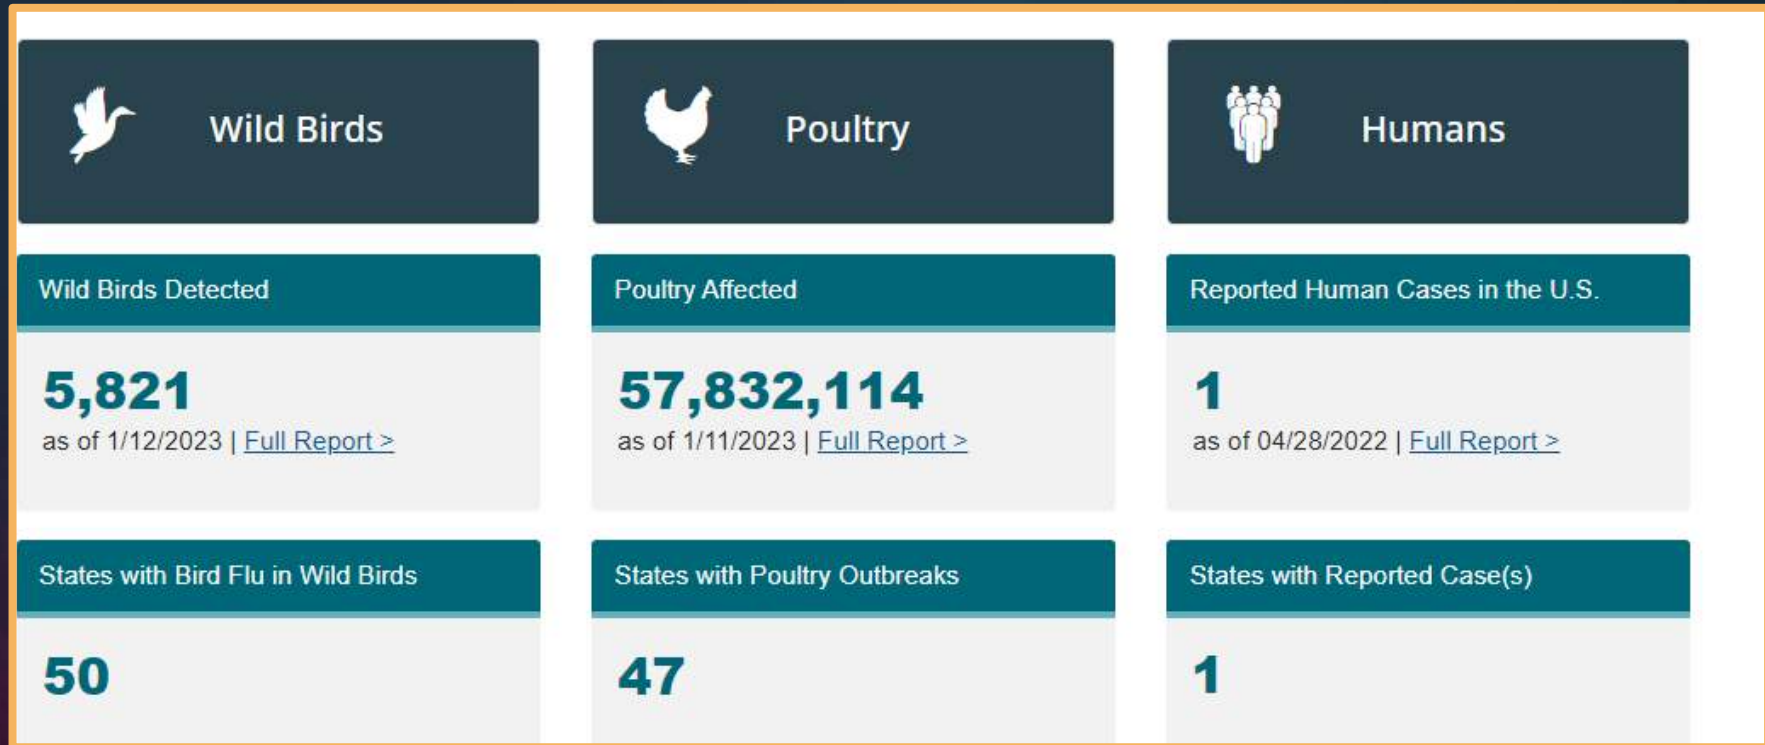 Wild Birds
Poultry
Humans
Wild Birds Detected
Poultry Affected
Reported Human Cases in the U.S.
5,821
57,832,114
1
as of 1/12/2023 | Full Report >
as of 1/11/2023 | Full Report >
as of 04/28/2022 | Full Report >
States with Bird Flu in Wild Birds
States with Poultry Outbreaks
States with Reported Case(s)
50
47
1